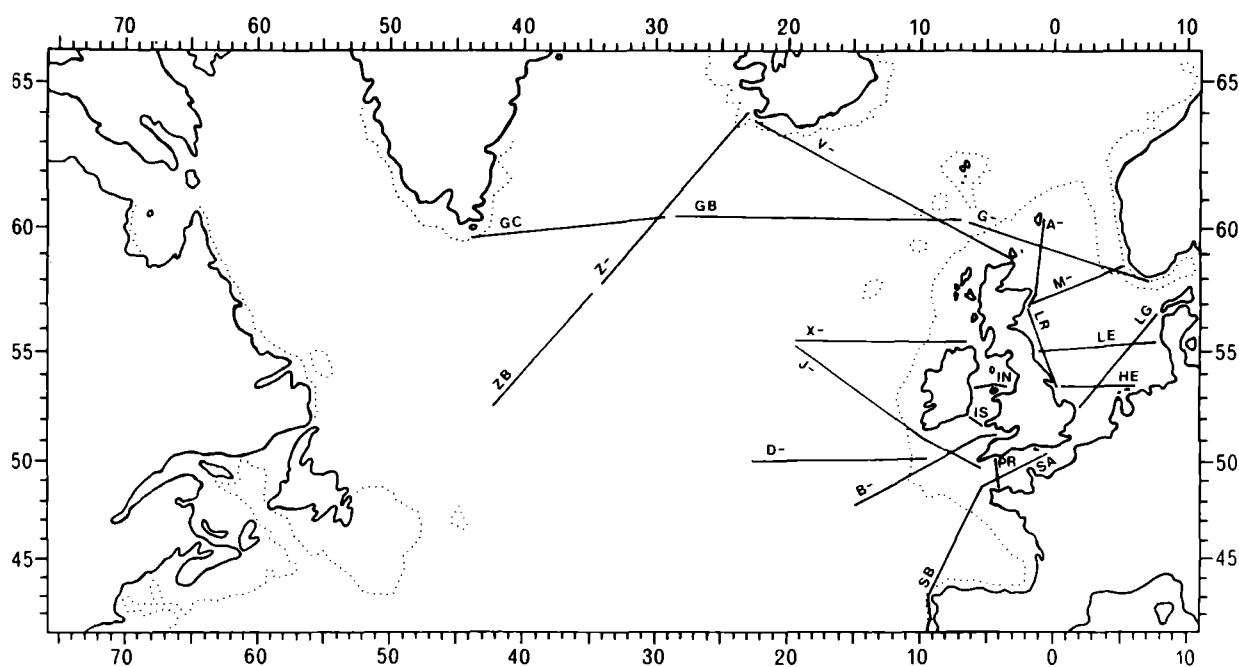 70 60 50 40 30 20 10 0 10
65 65
V-
GB
GC G-
60 A- 60
Z- M-
LR LG
X- LE
55 J- 55
ZB IN HE
IS
D- PR SA
50 50
B-
45 45
SB
70 60 50 40 30 20 10 0 10